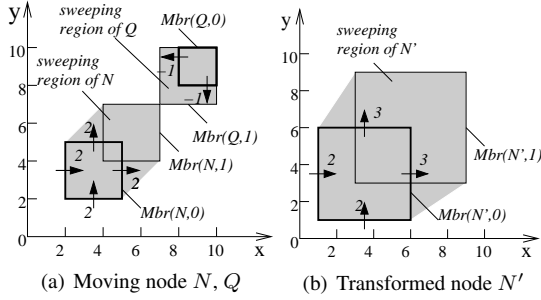 y
10
8
6
4
2
0
2 4 6 8 10 x
sweeping
region of Q
Mbr(Q,0)
sweeping
region of N
−1
−1
Mbr(Q,1)
Mbr(N,1)
Mbr(N,0)
2
2
2
2
(a) Moving node N, Q
y
10
8
6
4
2
0
2 4 6 8 10 x
sweeping
region of N'
3
2
3
2
Mbr(N',1)
Mbr(N',0)
(b) Transformed node N'